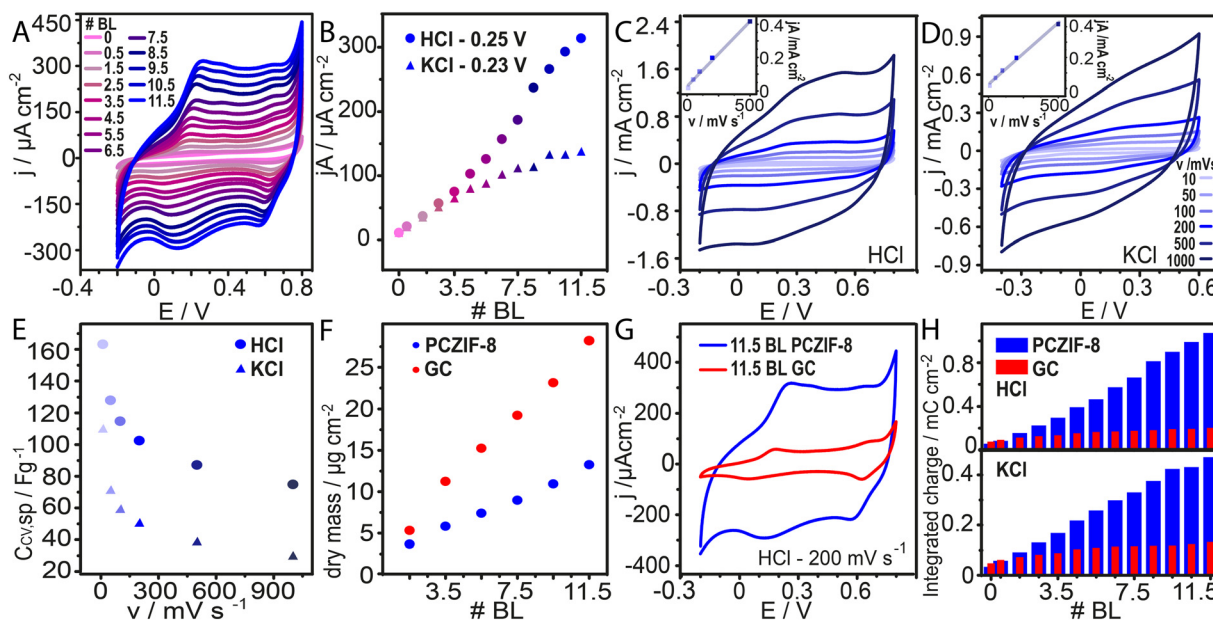 A
# BL
0
0.5
1.5
2.5
3.5
4.5
5.5
6.5
7.5
8.5
9.5
10.5
11.5
j / µA cm-2
450
300
150
0
-150
-300
-0.4 0 0.4 0.8
E / V
B
HCl - 0.25 V
KCl - 0.23 V
jA / µA cm-2
300
200
100
0
0 3.5 7.5 11.5
# BL
C
j / mA cm-2
2.4
1.6
0.8
0
-0.8
-1.6
-0.3 0 0.3 0.6 0.9
E / V
HCl
jA /mA cm-2
0.4
0.2
0
0 500
v / mV s-1
D
j / mA cm-2
0.9
0.6
0.3
0
-0.3
-0.6
-0.9
-0.3 0 0.3 0.6
E / V
KCl
jA /mA cm-2
0.4
0.2
0
0 500
v / mV s-1
v /mVs
10
50
100
200
500
1000
E
HCl
KCl
CCV,sp / Fg-1
160
140
120
100
80
60
40
20
0 300 600 900
v / mV s -1
F
PCZIF-8
GC
dry mass / µg cm-2
30
25
20
15
10
5
0
3.5 7.5 11.5
# BL
G
11.5 BL PCZIF-8
11.5 BL GC
j /µAcm-2
400
200
0
-200
-400
-0.3 0 0.3 0.6
E / V
HCl - 200 mV s-1
H
PCZIF-8
GC
HCl
KCl
Integrated charge / mC cm-2
0.8
0.4
0
0.4
0.2
0
0 3.5 7.5 11.5
# BL